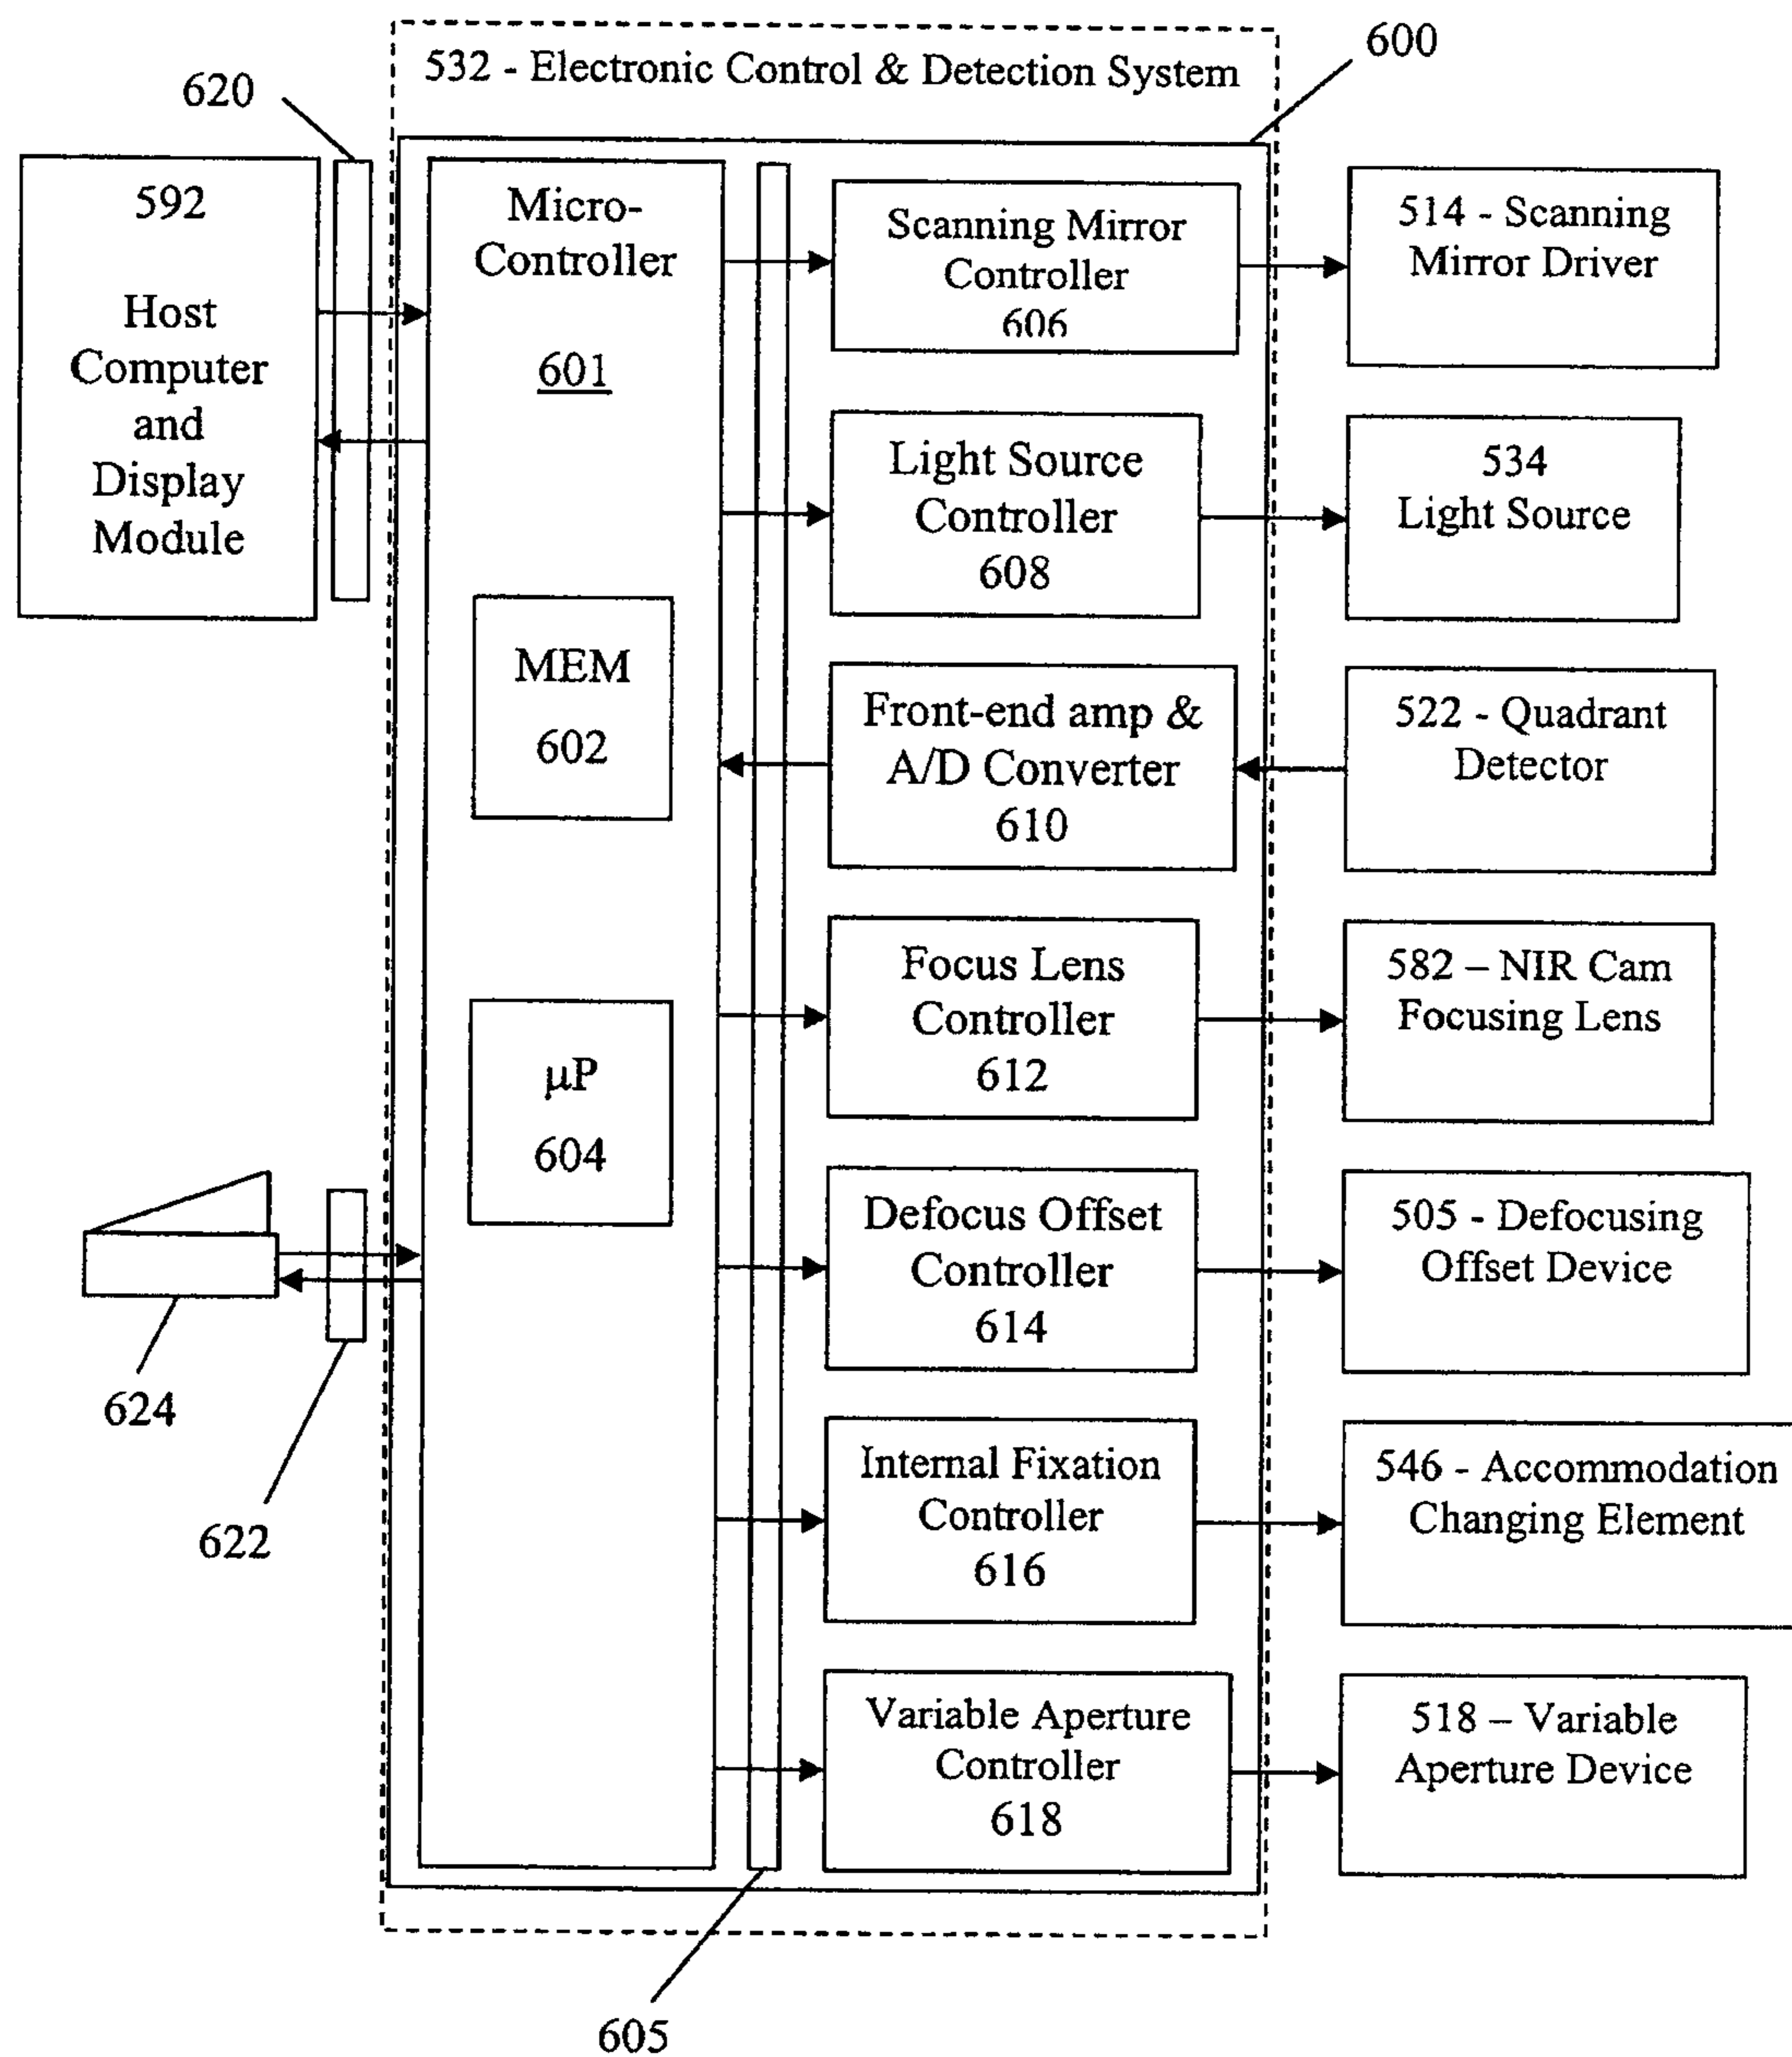 532 - Electronic Control & Detection System
600
620
592
Host
Computer
and
Display
Module
Micro-
Controller
601
MEM
602
μP
604
Scanning Mirror
Controller
606
514 - Scanning
Mirror Driver
Light Source
Controller
608
534
Light Source
Front-end amp &
A/D Converter
610
522 - Quadrant
Detector
Focus Lens
Controller
612
582 – NIR Cam
Focusing Lens
Defocus Offset
Controller
614
505 - Defocusing
Offset Device
Internal Fixation
Controller
616
546 - Accommodation
Changing Element
Variable Aperture
Controller
618
518 – Variable
Aperture Device
624
622
605